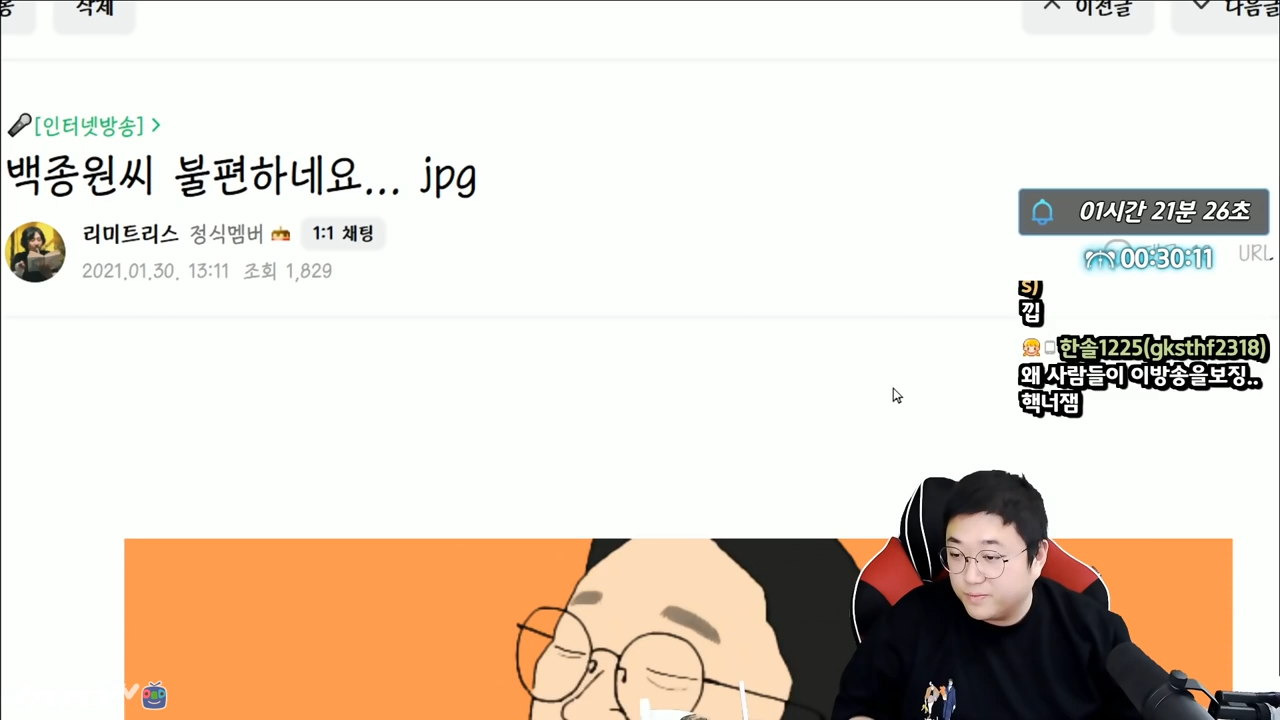 삭제
이전글
다음글
[인터넷방송] >
백종원씨 불편하네요... jpg
리미트리스 정식멤버 1:1 채팅
2021.01.30. 13:11 조회 1,829
01시간 21분 26초
00:30:11
URL
s)
낍
한솔1225(gksthf2318)
왜 사람들이 이방송을보징..
핵너잼